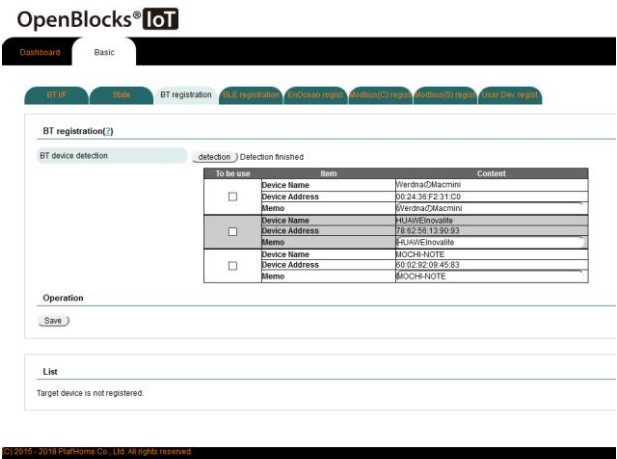 OpenBlocks® IoT
Dashboard Basic
BT I/F State BT registration BLE registration EnOcean regist Modbus(C) regist Modbus(S) regist User Dev regist
BT registration(?)
BT device detection detection Detection finished
To be use Item Content
Device Name WerdnaのMacmini
Device Address 00:24:36:F2:31:C0
Memo WerdnaのMacmini
Device Name HUAWEInovalite
Device Address 78:62:56:13:90:93
Memo HUAWEInovalite
Device Name MOCHI-NOTE
Device Address 60:02:92:09:45:83
Memo MOCHI-NOTE
Operation
Save
List
Target device is not registered.
(C) 2015 - 2018 PlatHome Co., Ltd. All rights reserved.